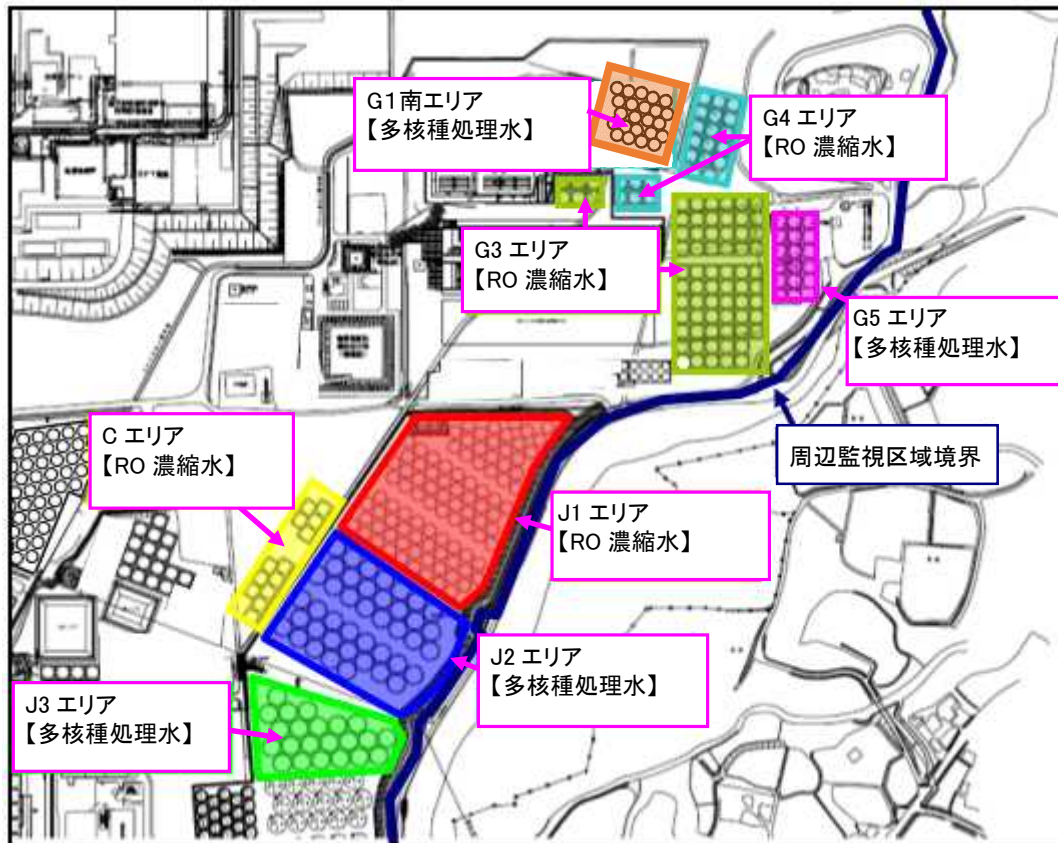 G1南エリア
【多核種処理水】
G4エリア
【RO 濃縮水】
G3 エリア
【RO 濃縮水】
G5 エリア
【多核種処理水】
C エリア
【RO 濃縮水】
周辺監視区域境界
J1 エリア
【RO 濃縮水】
J2 エリア
【多核種処理水】
J3 エリア
【多核種処理水】